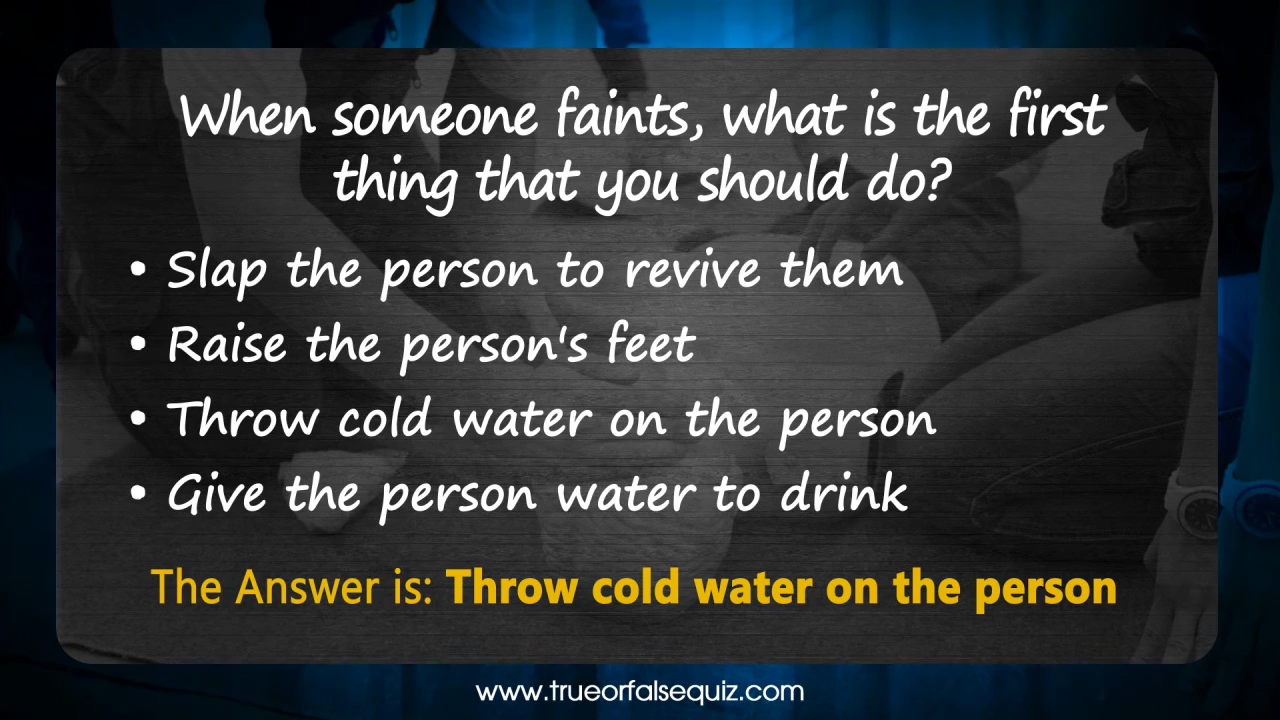 When someone faints, what is the first
thing that you should do?
• Slap the person to revive them
• Raise the person's feet
• Throw cold water on the person
• Give the person water to drink
The Answer is: Throw cold water on the person
www.trueorfalsequiz.com